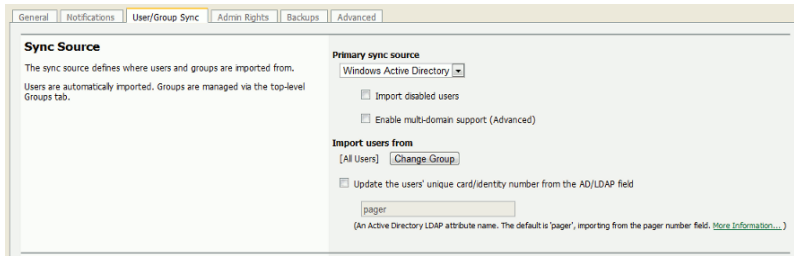 General Notifications User/Group Sync Admin Rights Backups Advanced
Sync Source
The sync source defines where users and groups are imported from.
Users are automatically imported. Groups are managed via the top-level
Groups tab.
Primary sync source
Windows Active Directory
Import disabled users
Enable multi-domain support (Advanced)
Import users from
[All Users] Change Group
Update the users' unique card/identity number from the AD/LDAP field
pager
(An Active Directory LDAP attribute name. The default is 'pager', importing from the pager number field. More Information... )